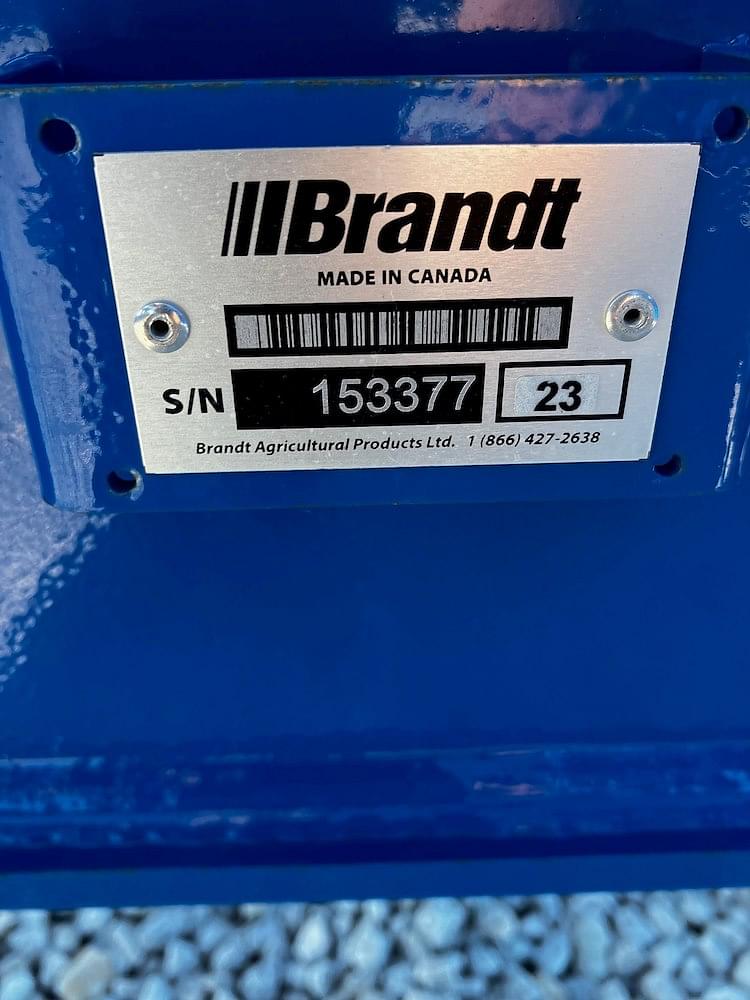 Brandt
MADE IN CANADA
S/N 153377 23
Brandt Agricultural Products Ltd. 1 (866) 427-2638